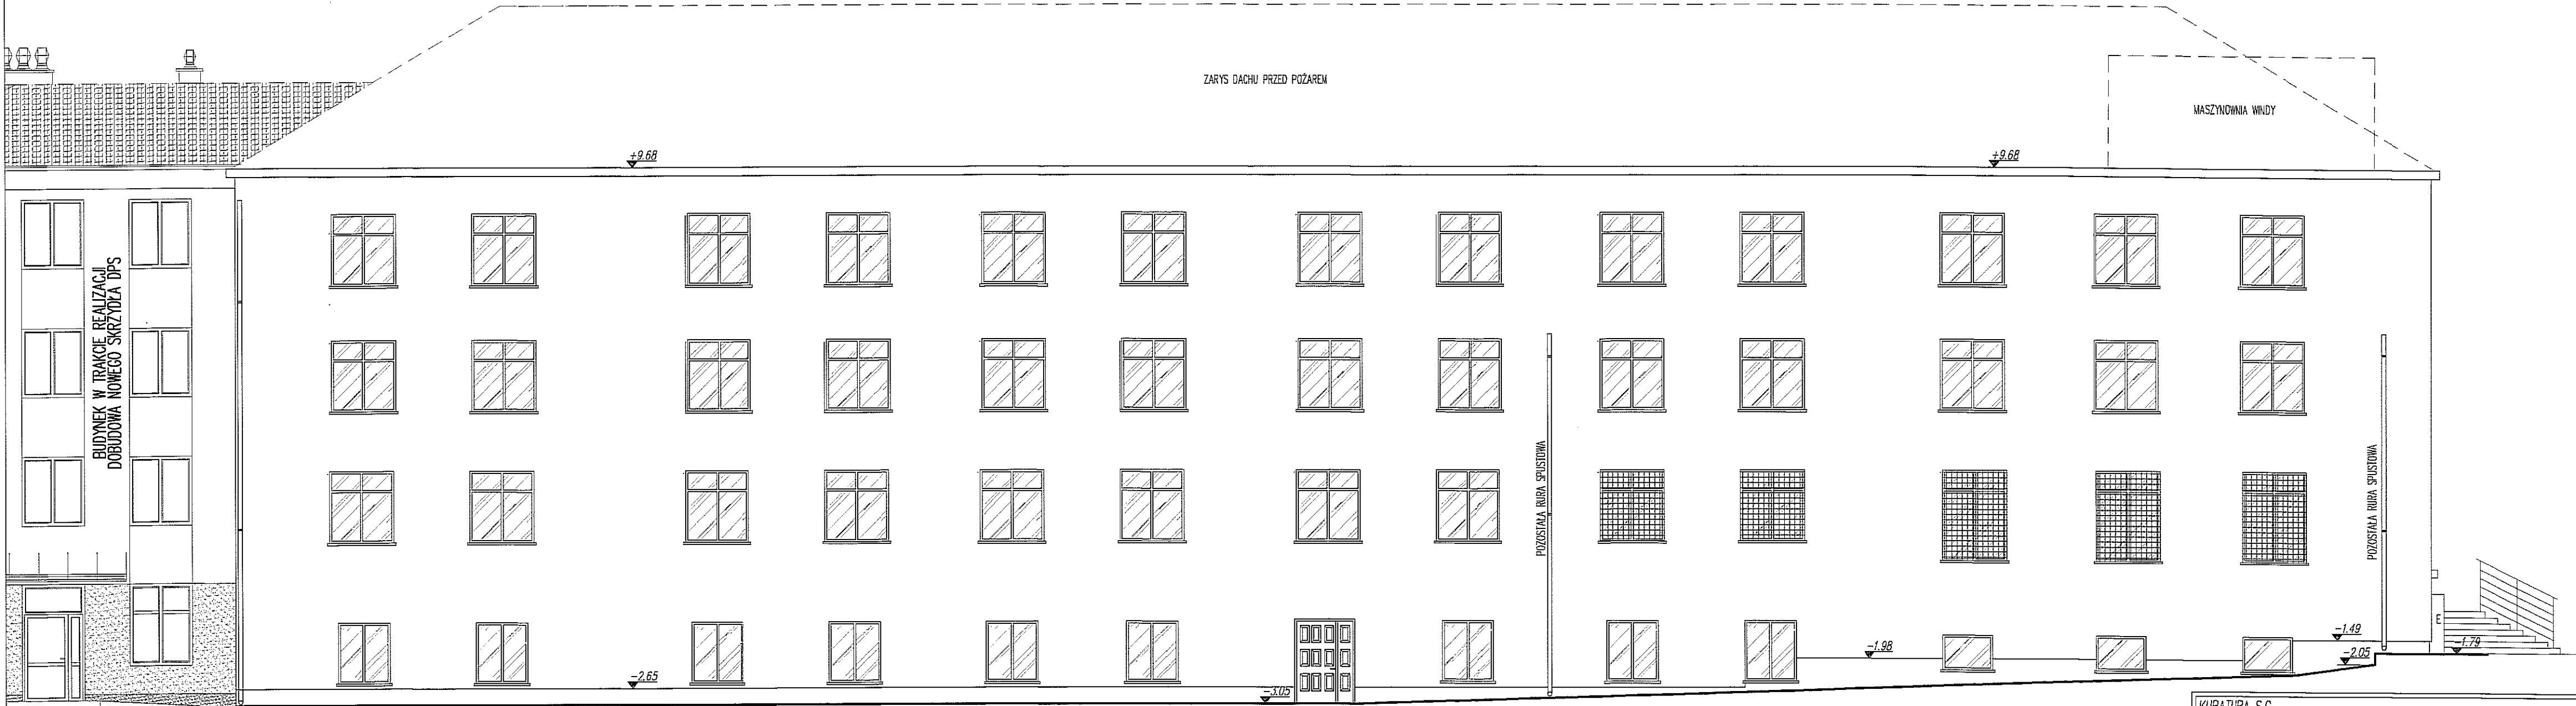 ZARYS DACHU PRZED POŻAREM
MASZYNOWNIA WINDY
+9.68
+9.68
BUDYNEK W TRAKCIE REALIZACJI
DOBUDOWA NOWEGO SKRZYDŁA DPS
POZOSTAŁA RURA SPUSTOWA
POZOSTAŁA RURA SPUSTOWA
E
-1.49
-1.79
-1.98
-2.05
-2.65
-3.05
KUBATURA S.C.